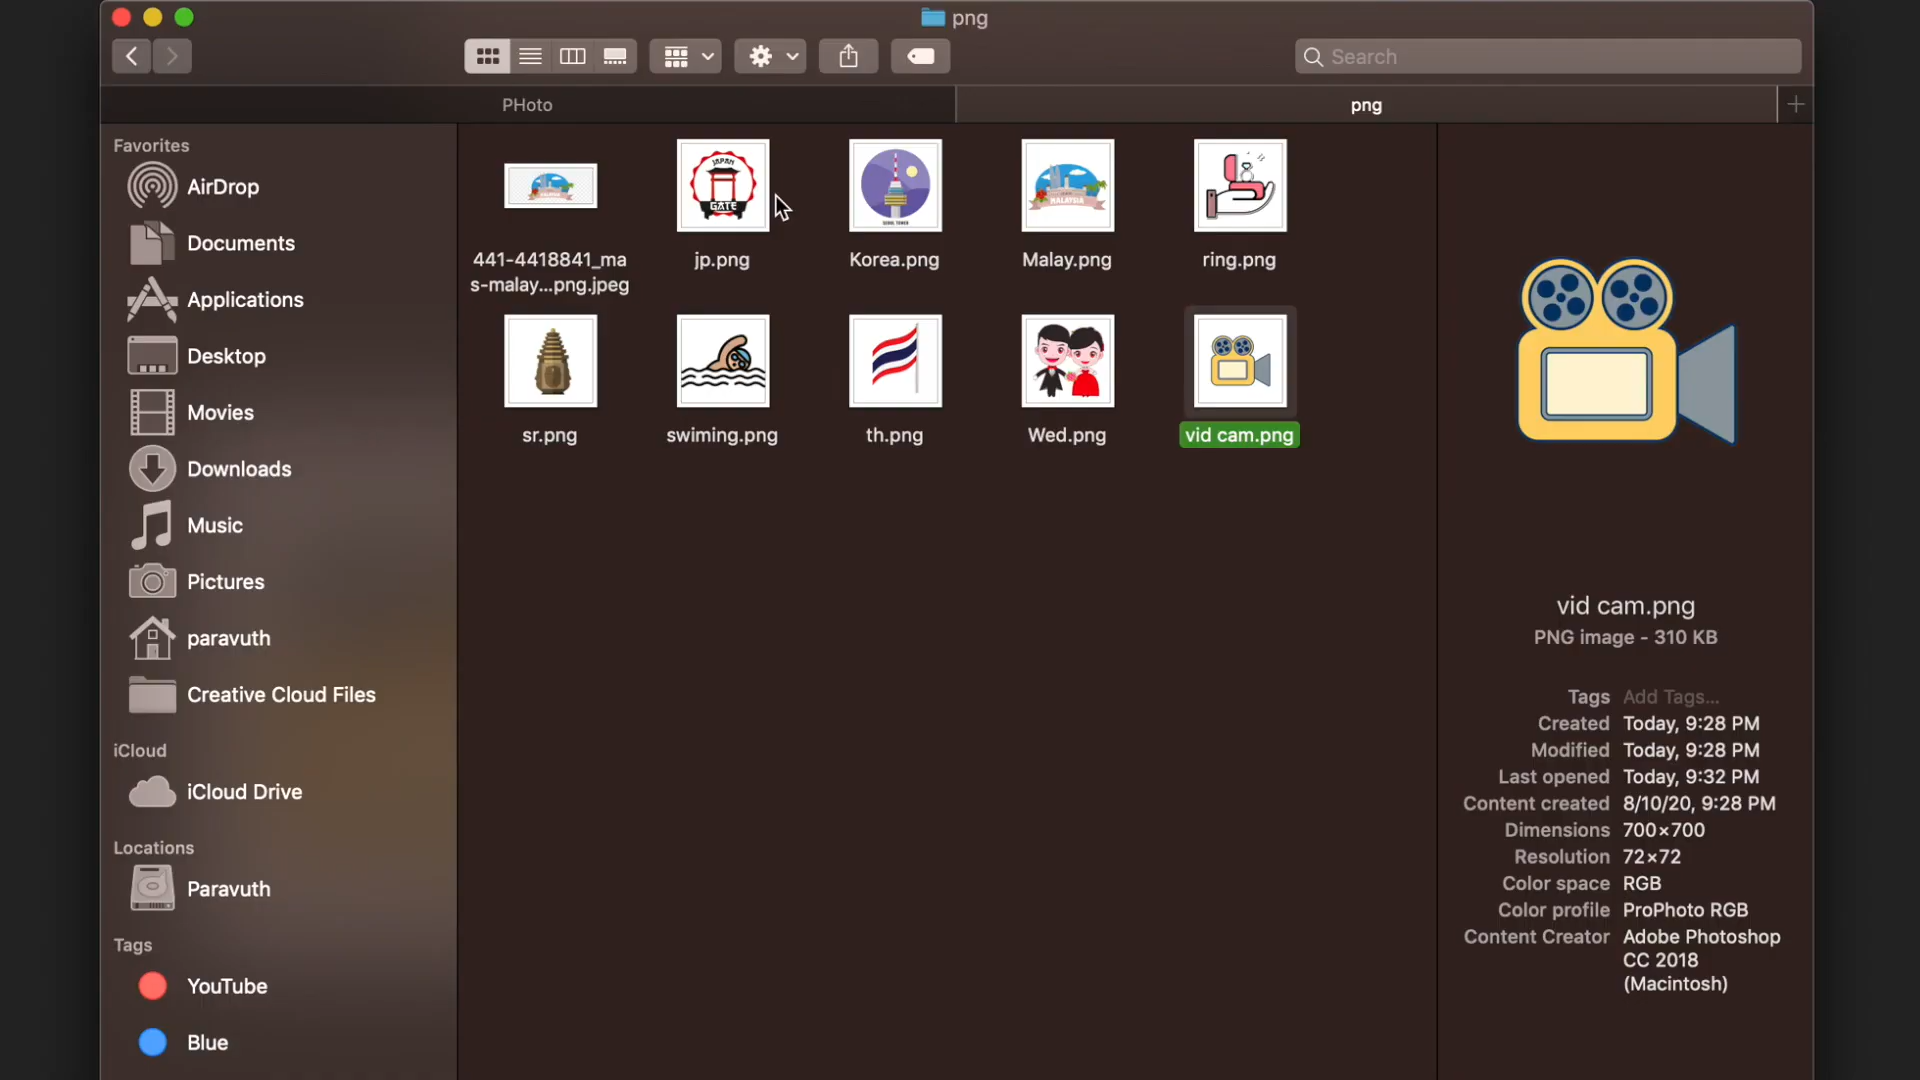 png
Search
PHoto
png
Favorites
AirDrop
Documents
Applications
Desktop
Movies
Downloads
Music
Pictures
paravuth
Creative Cloud Files
iCloud
iCloud Drive
Locations
Paravuth
Tags
YouTube
Blue
JAPAN
GATE
MALAYSIA
441-4418841_ma
s-malay...png.jpeg
jp.png
Korea.png
Malay.png
ring.png
sr.png
swiming.png
th.png
Wed.png
vid cam.png
vid cam.png
PNG image - 310 KB
Tags Add Tags...
Created Today, 9:28 PM
Modified Today, 9:28 PM
Last opened Today, 9:32 PM
Content created 8/10/20, 9:28 PM
Dimensions 700×700
Resolution 72×72
Color space RGB
Color profile ProPhoto RGB
Content Creator Adobe Photoshop
CC 2018
(Macintosh)